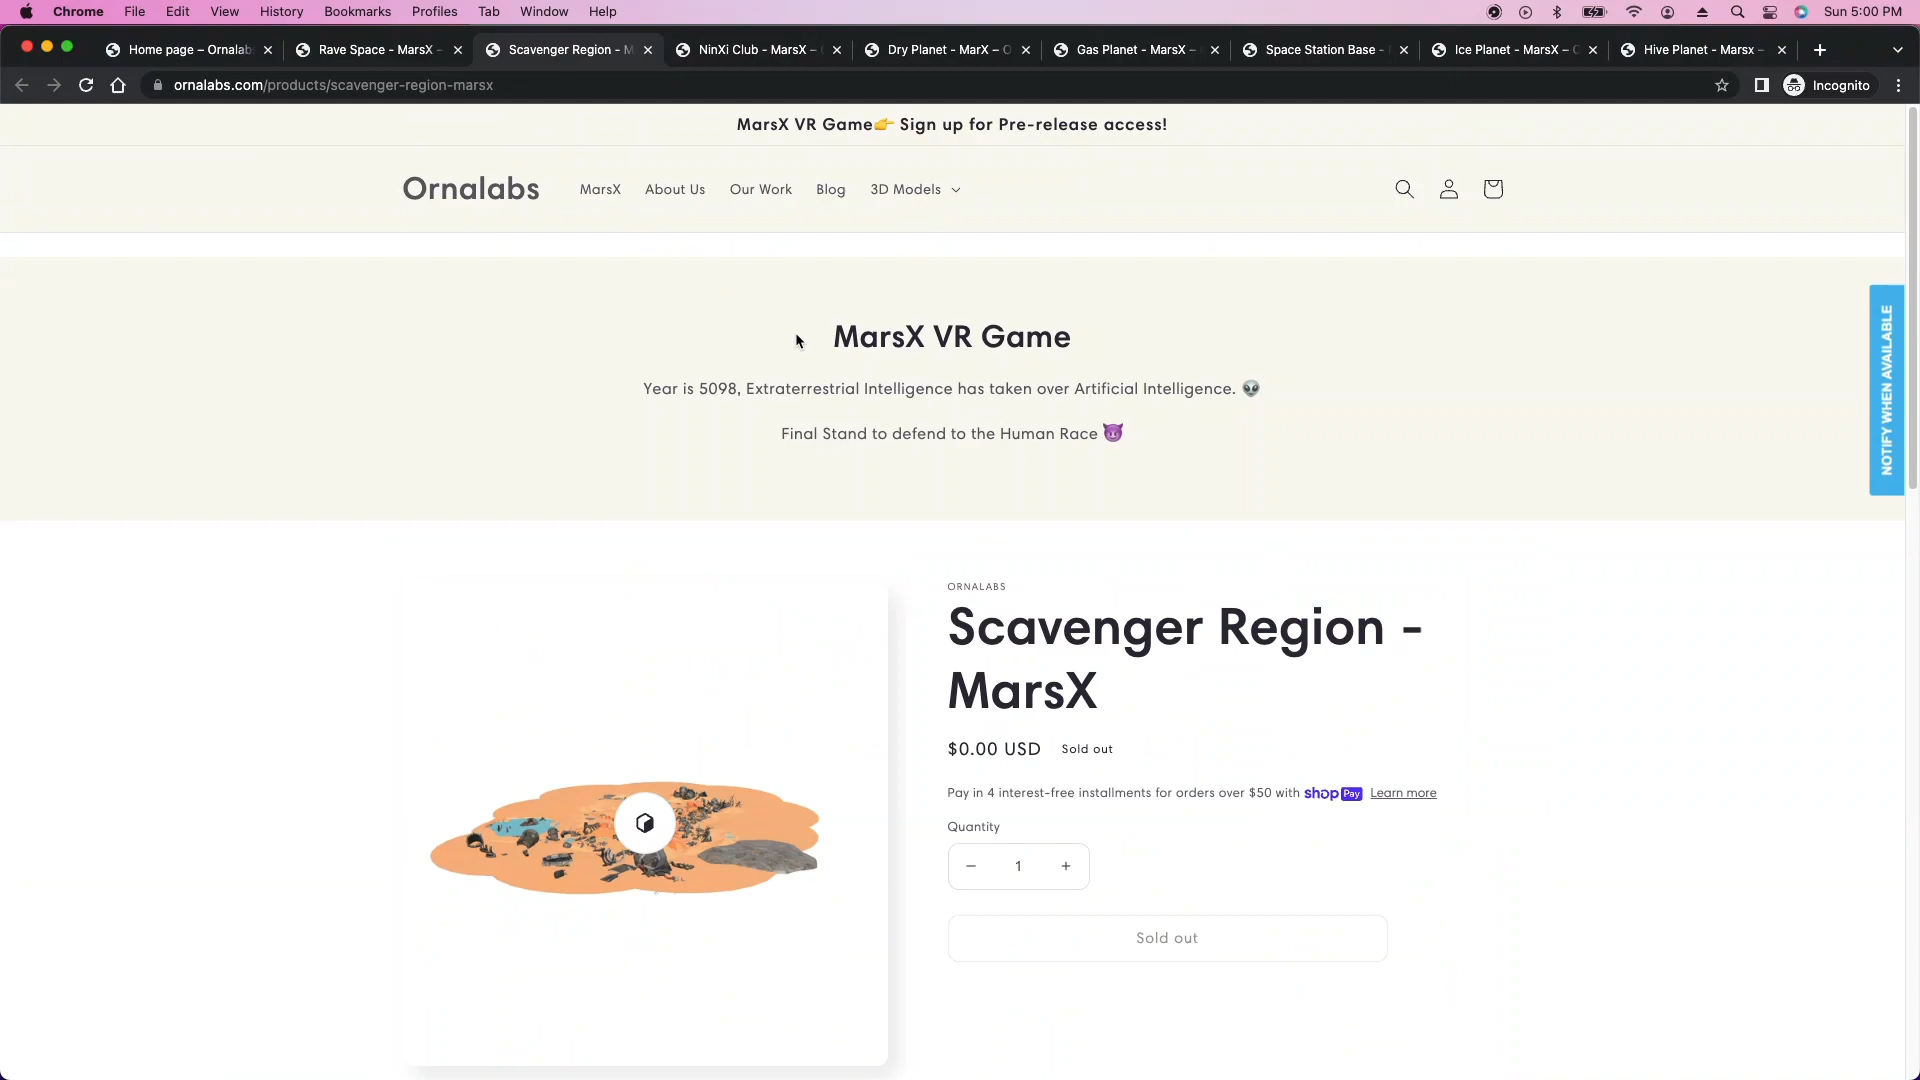 Chrome File Edit View History Bookmarks Profiles Tab Window Help Sun 5:00 PM
Home page – Ornalab Rave Space - MarsX – Scavenger Region - M NinXi Club - MarsX – Dry Planet - MarX – O Gas Planet - MarsX – Space Station Base - Ice Planet - MarsX – Hive Planet - Marsx –
ornalabs.com/products/scavenger-region-marsx Incognito
MarsX VR Game👉 Sign up for Pre-release access!
Ornalabs MarsX About Us Our Work Blog 3D Models
MarsX VR Game
Year is 5098, Extraterrestrial Intelligence has taken over Artificial Intelligence. 👽
Final Stand to defend to the Human Race 😈
NOTIFY WHEN AVAILABLE
ORNALABS
Scavenger Region -
MarsX
$0.00 USD Sold out
Pay in 4 interest-free installments for orders over $50 with shop Pay Learn more
Quantity
− 1 +
Sold out